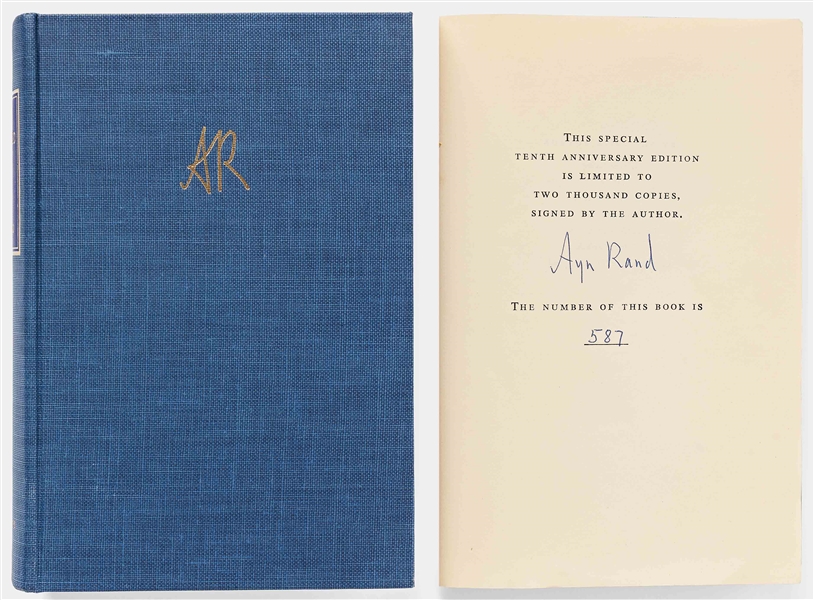 AR
THIS SPECIAL
TENTH ANNIVERSARY EDITION
IS LIMITED TO
TWO THOUSAND COPIES,
SIGNED BY THE AUTHOR.
Ayn Rand
THE NUMBER OF THIS BOOK IS
587